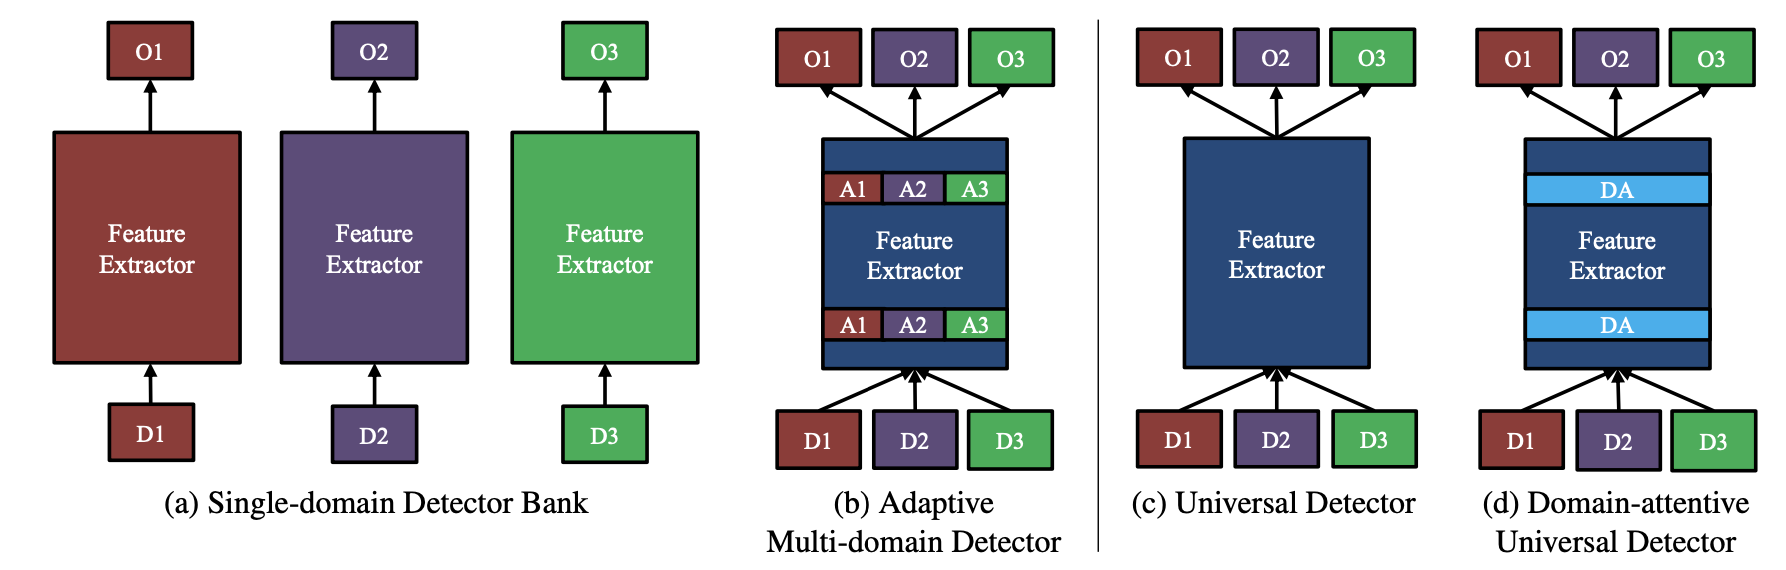 O1 O2 O3
Feature Extractor
Feature Extractor
Feature Extractor
D1 D2 D3
(a) Single-domain Detector Bank
O1 O2 O3
A1 A2 A3
Feature
Extractor
A1 A2 A3
D1 D2 D3
(b) Adaptive
Multi-domain Detector
O1 O2 O3
Feature
Extractor
D1 D2 D3
(c) Universal Detector
O1 O2 O3
DA
Feature
Extractor
DA
D1 D2 D3
(d) Domain-attentive
Universal Detector